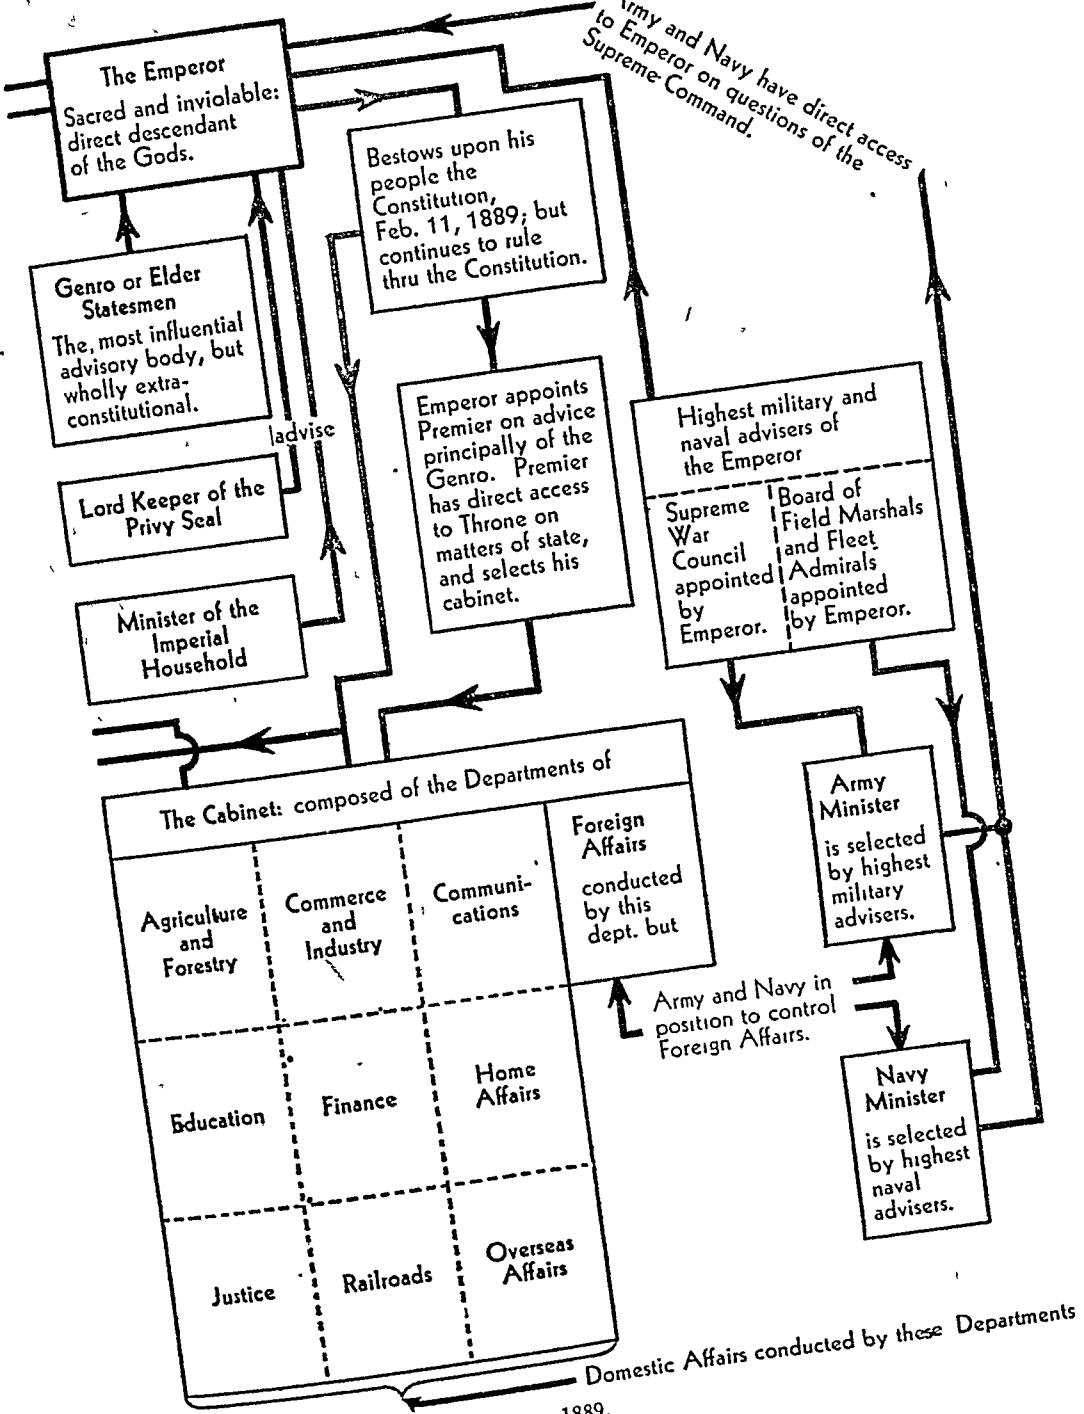 The Emperor
Sacred and inviolable:
direct descendant
of the Gods.
Army and Navy have direct access
to Emperor on questions of the
Supreme Command.
Bestows upon his
people the
Constitution,
Feb. 11, 1889; but
continues to rule
thru the Constitution.
Genro or Elder
Statesmen
The, most influential
advisory body, but
wholly extra-
constitutional.
advise
Lord Keeper of the
Privy Seal
Minister of the
Imperial
Household
Emperor appoints
Premier on advice
principally of the
Genro. Premier
has direct access
to Throne on
matters of state,
and selects his
cabinet.
Highest military and
naval advisers of
the Emperor
Supreme
War
Council
appointed
by
Emperor.
Board of
Field Marshals
and Fleet
Admirals
appointed
by Emperor.
The Cabinet: composed of the Departments of
Agriculture
and
Forestry
Commerce
and
Industry
Communi-
cations
Foreign
Affairs
conducted
by this
dept. but
Army
Minister
is selected
by highest
military
advisers.
Army and Navy in
position to control
Foreign Affairs.
Education
Finance
Home
Affairs
Navy
Minister
is selected
by highest
naval
advisers.
Justice
Railroads
Overseas
Affairs
Domestic Affairs conducted by these Departments
1889.